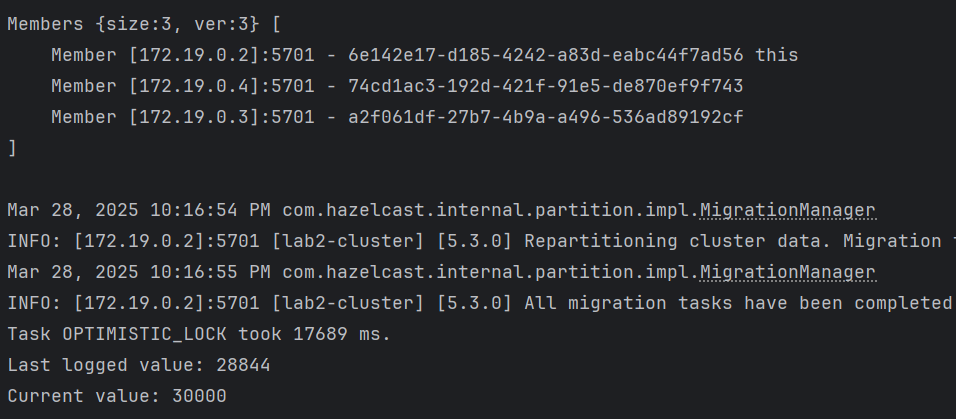 Members {size:3, ver:3} [
    Member [172.19.0.2]:5701 - 6e142e17-d185-4242-a83d-eabc44f7ad56 this
    Member [172.19.0.4]:5701 - 74cd1ac3-192d-421f-91e5-de870ef9f743
    Member [172.19.0.3]:5701 - a2f061df-27b7-4b9a-a496-536ad89192cf
]
Mar 28, 2025 10:16:54 PM com.hazelcast.internal.partition.impl.MigrationManager
INFO: [172.19.0.2]:5701 [lab2-cluster] [5.3.0] Repartitioning cluster data. Migration
Mar 28, 2025 10:16:55 PM com.hazelcast.internal.partition.impl.MigrationManager
INFO: [172.19.0.2]:5701 [lab2-cluster] [5.3.0] All migration tasks have been completed
Task OPTIMISTIC_LOCK took 17689 ms.
Last logged value: 28844
Current value: 30000